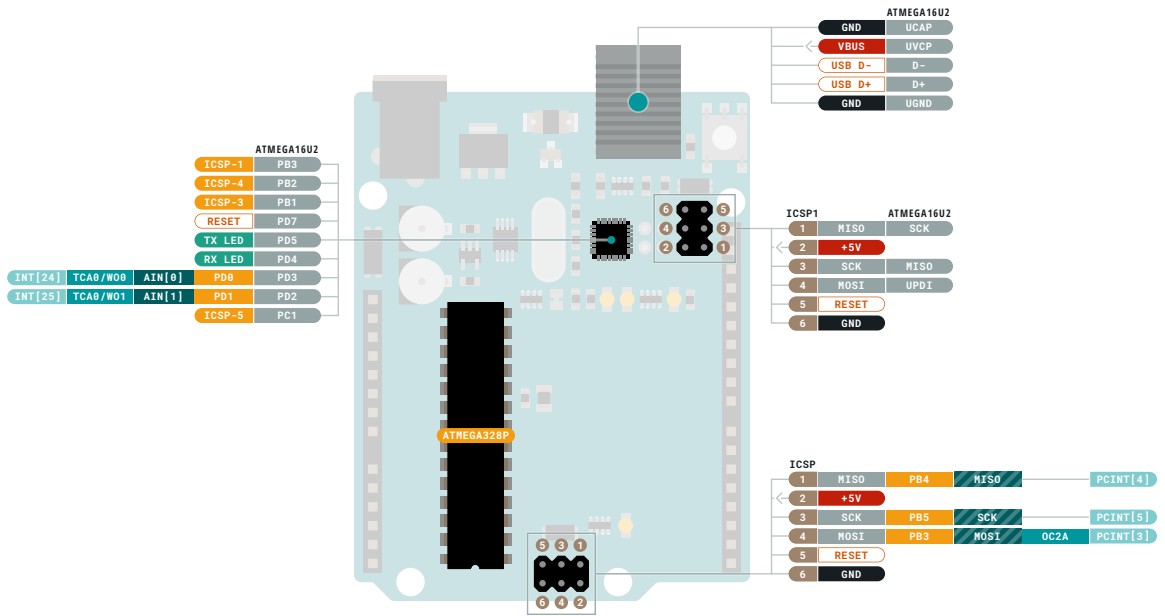 ATMEGA16U2
GND UCAP
VBUS UVCP
USB D- D-
USB D+ D+
GND UGND
ATMEGA16U2
ICSP-1 PB3
ICSP-4 PB2
ICSP-3 PB1
RESET PD7
TX LED PD5
RX LED PD4
INT[24] TCA0/WO0 AIN[0] PD0 PD3
INT[25] TCA0/WO1 AIN[1] PD1 PD2
ICSP-5 PC1
6 5
4 3
2 1
ICSP1 ATMEGA16U2
1 MISO SCK
2 +5V
3 SCK MISO
4 MOSI UPDI
5 RESET
6 GND
ATMEGA328P
ICSP
1 MISO PB4 MISO PCINT[4]
2 +5V
3 SCK PB5 SCK PCINT[5]
4 MOSI PB3 MOSI OC2A PCINT[3]
5 RESET
6 GND
5 3 1
6 4 2